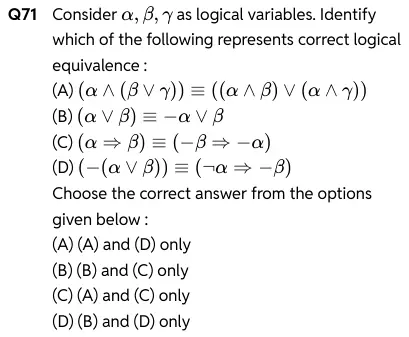 Q71 Consider α, β, γ as logical variables. Identify
which of the following represents correct logical
equivalence :
(A) (α ∧ (β ∨ γ)) ≡ ((α ∧ β) ∨ (α ∧ γ))
(B) (α ∨ β) ≡ −α ∨ β
(C) (α ⇒ β) ≡ (−β ⇒ −α)
(D) (−(α ∨ β)) ≡ (¬α ⇒ −β)
Choose the correct answer from the options
given below :
(A) (A) and (D) only
(B) (B) and (C) only
(C) (A) and (C) only
(D) (B) and (D) only